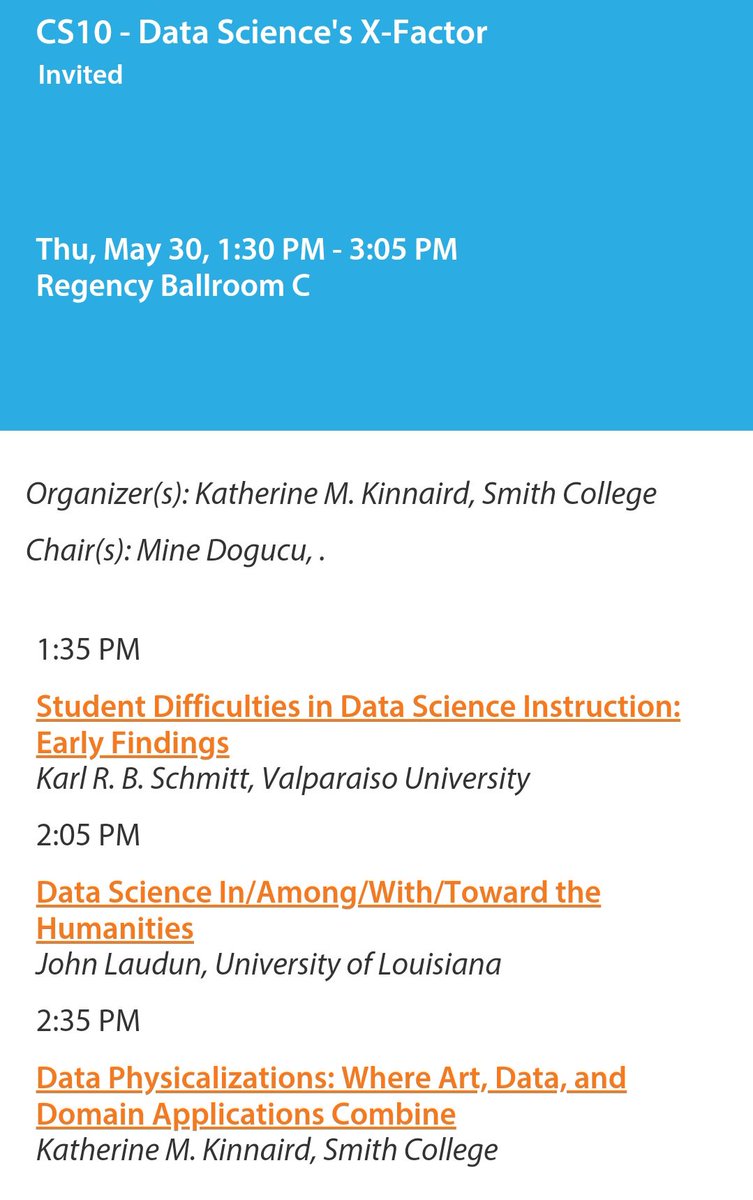 CS10 - Data Science's X-Factor
Invited
Thu, May 30, 1:30 PM - 3:05 PM
Regency Ballroom C
Organizer(s): Katherine M. Kinnaird, Smith College
Chair(s): Mine Dogucu, .
1:35 PM
Student Difficulties in Data Science Instruction:
Early Findings
Karl R. B. Schmitt, Valparaiso University
2:05 PM
Data Science In/Among/With/Toward the
Humanities
John Laudun, University of Louisiana
2:35 PM
Data Physicalizations: Where Art, Data, and
Domain Applications Combine
Katherine M. Kinnaird, Smith College